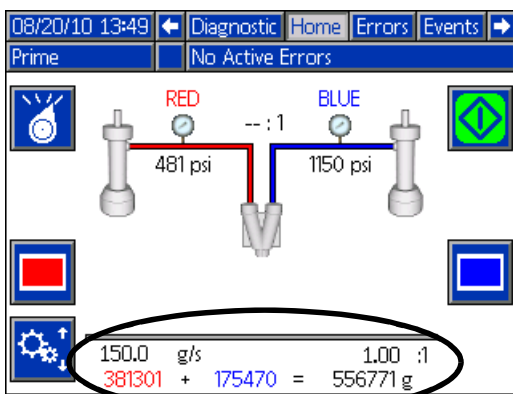 08/20/10 13:49 Diagnostic Home Errors Events
Prime No Active Errors
RED BLUE
-- : 1
481 psi 1150 psi
150.0 g/s 1.00 :1
381301 + 175470 = 556771 g